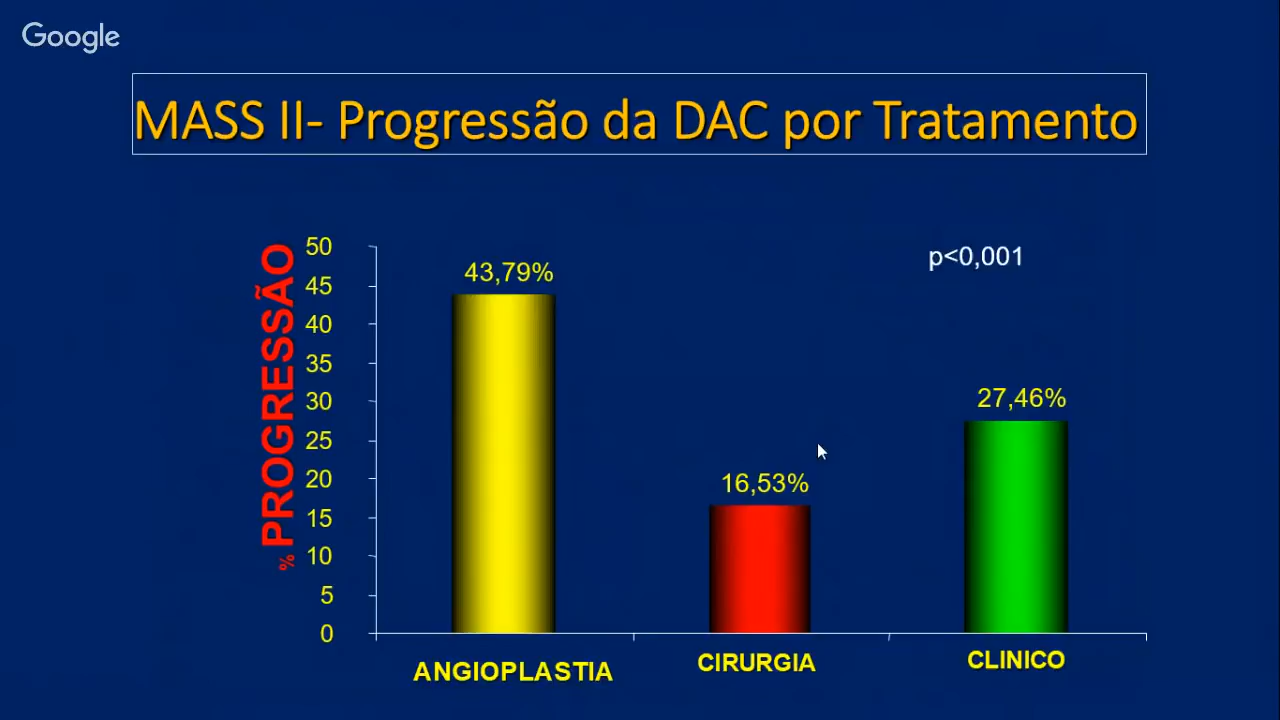 Google
MASS II- Progressão da DAC por Tratamento
p<0,001
% PROGRESSÃO
50
45
40
35
30
25
20
15
10
5
0
43,79%
16,53%
27,46%
ANGIOPLASTIA
CIRURGIA
CLINICO